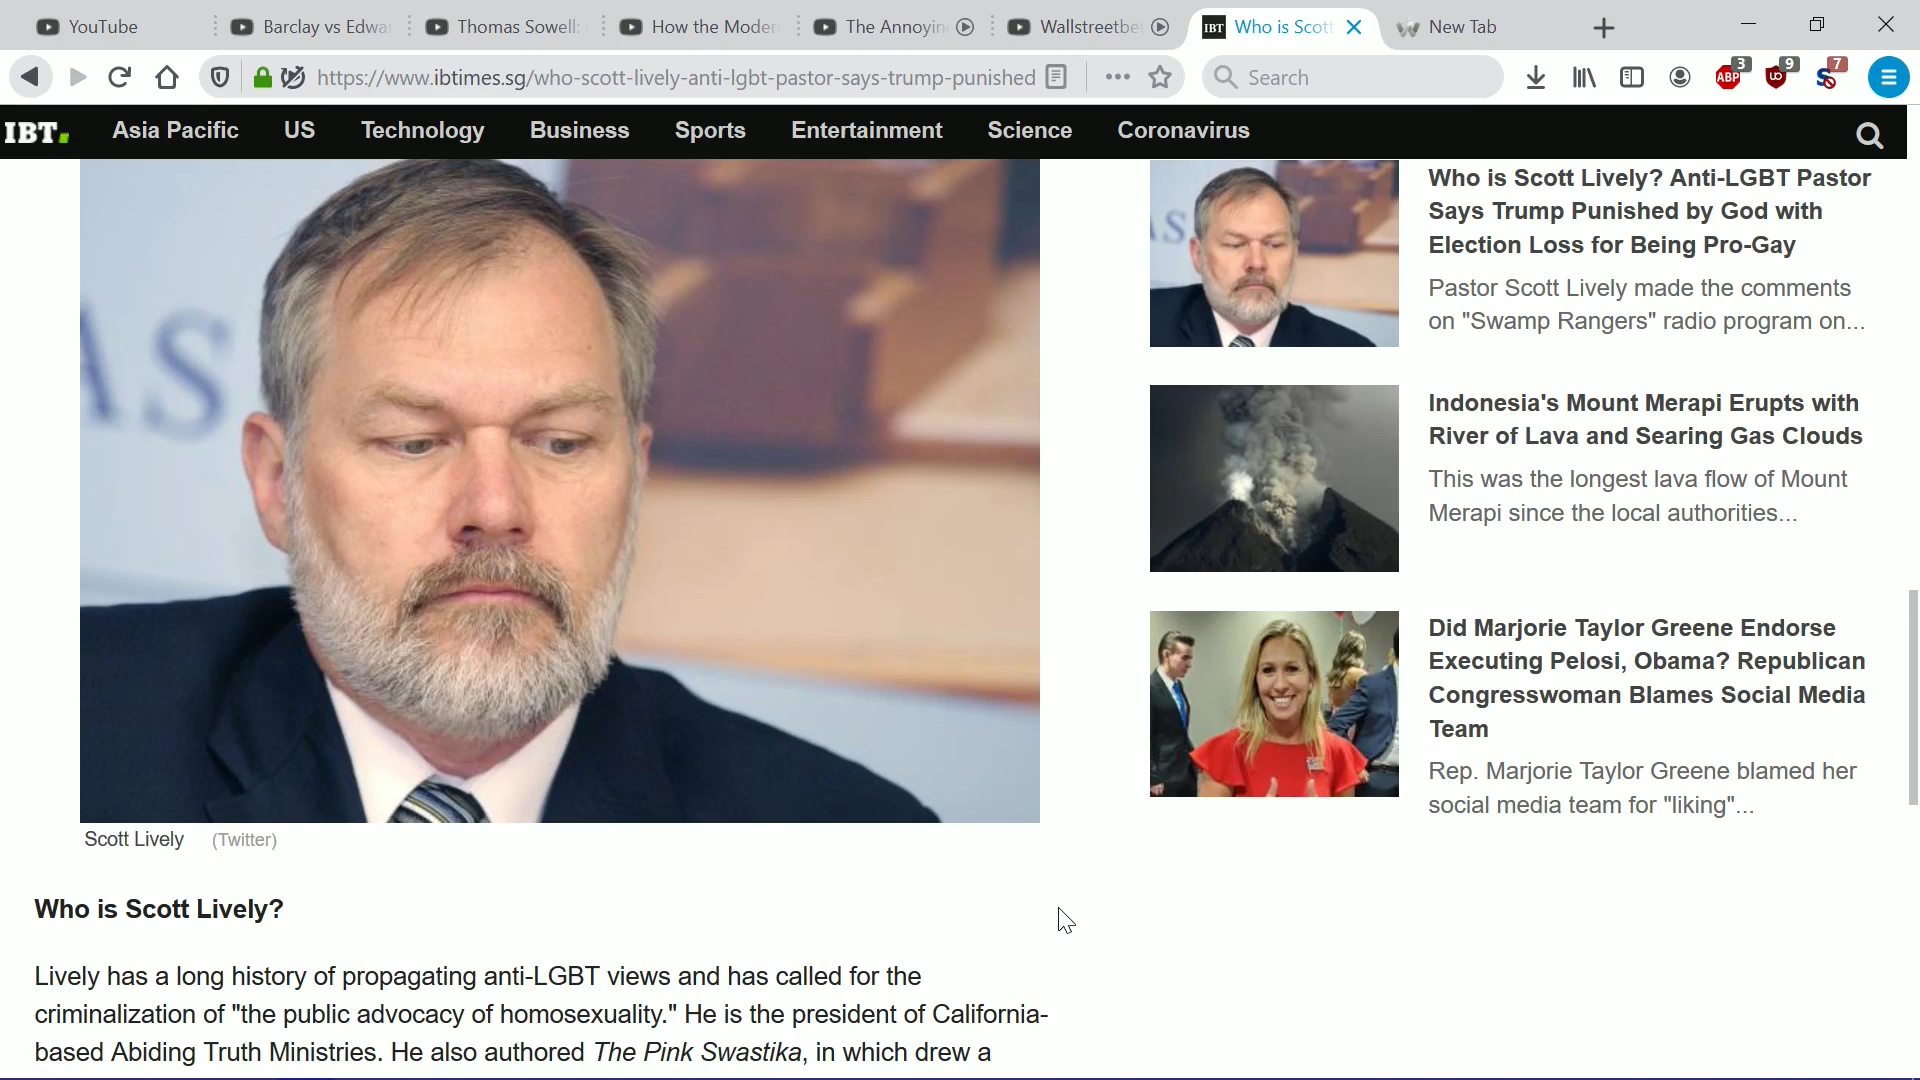 YouTube
Barclay vs Edwa
Thomas Sowell:
How the Moder
The Annoyin
Wallstreetbe
IBT Who is Scott
New Tab
https://www.ibtimes.sg/who-scott-lively-anti-lgbt-pastor-says-trump-punished
Search
ABP 3
9
S 7
IBT.
Asia Pacific
US
Technology
Business
Sports
Entertainment
Science
Coronavirus
AS
Scott Lively (Twitter)
Who is Scott Lively?
Lively has a long history of propagating anti-LGBT views and has called for the
criminalization of "the public advocacy of homosexuality." He is the president of California-
based Abiding Truth Ministries. He also authored The Pink Swastika, in which drew a
AS
Who is Scott Lively? Anti-LGBT Pastor
Says Trump Punished by God with
Election Loss for Being Pro-Gay
Pastor Scott Lively made the comments
on "Swamp Rangers" radio program on...
Indonesia's Mount Merapi Erupts with
River of Lava and Searing Gas Clouds
This was the longest lava flow of Mount
Merapi since the local authorities...
Did Marjorie Taylor Greene Endorse
Executing Pelosi, Obama? Republican
Congresswoman Blames Social Media
Team
Rep. Marjorie Taylor Greene blamed her
social media team for "liking"...